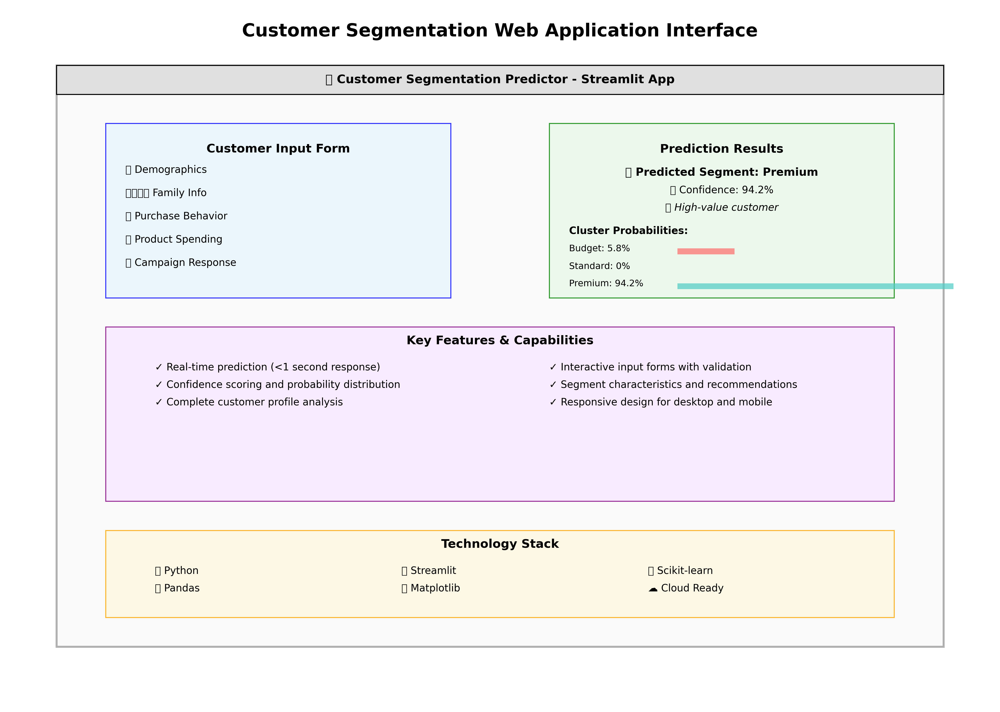 Customer Segmentation Web Application Interface
Customer Segmentation Predictor - Streamlit App
Customer Input Form
Demographics
Family Info
Purchase Behavior
Product Spending
Campaign Response
Prediction Results
Predicted Segment: Premium
Confidence: 94.2%
High-value customer
Cluster Probabilities:
Budget: 5.8%
Standard: 0%
Premium: 94.2%
Key Features & Capabilities
✓ Real-time prediction (<1 second response)
✓ Confidence scoring and probability distribution
✓ Complete customer profile analysis
✓ Interactive input forms with validation
✓ Segment characteristics and recommendations
✓ Responsive design for desktop and mobile
Technology Stack
Python
Streamlit
Scikit-learn
Pandas
Matplotlib
☁ Cloud Ready